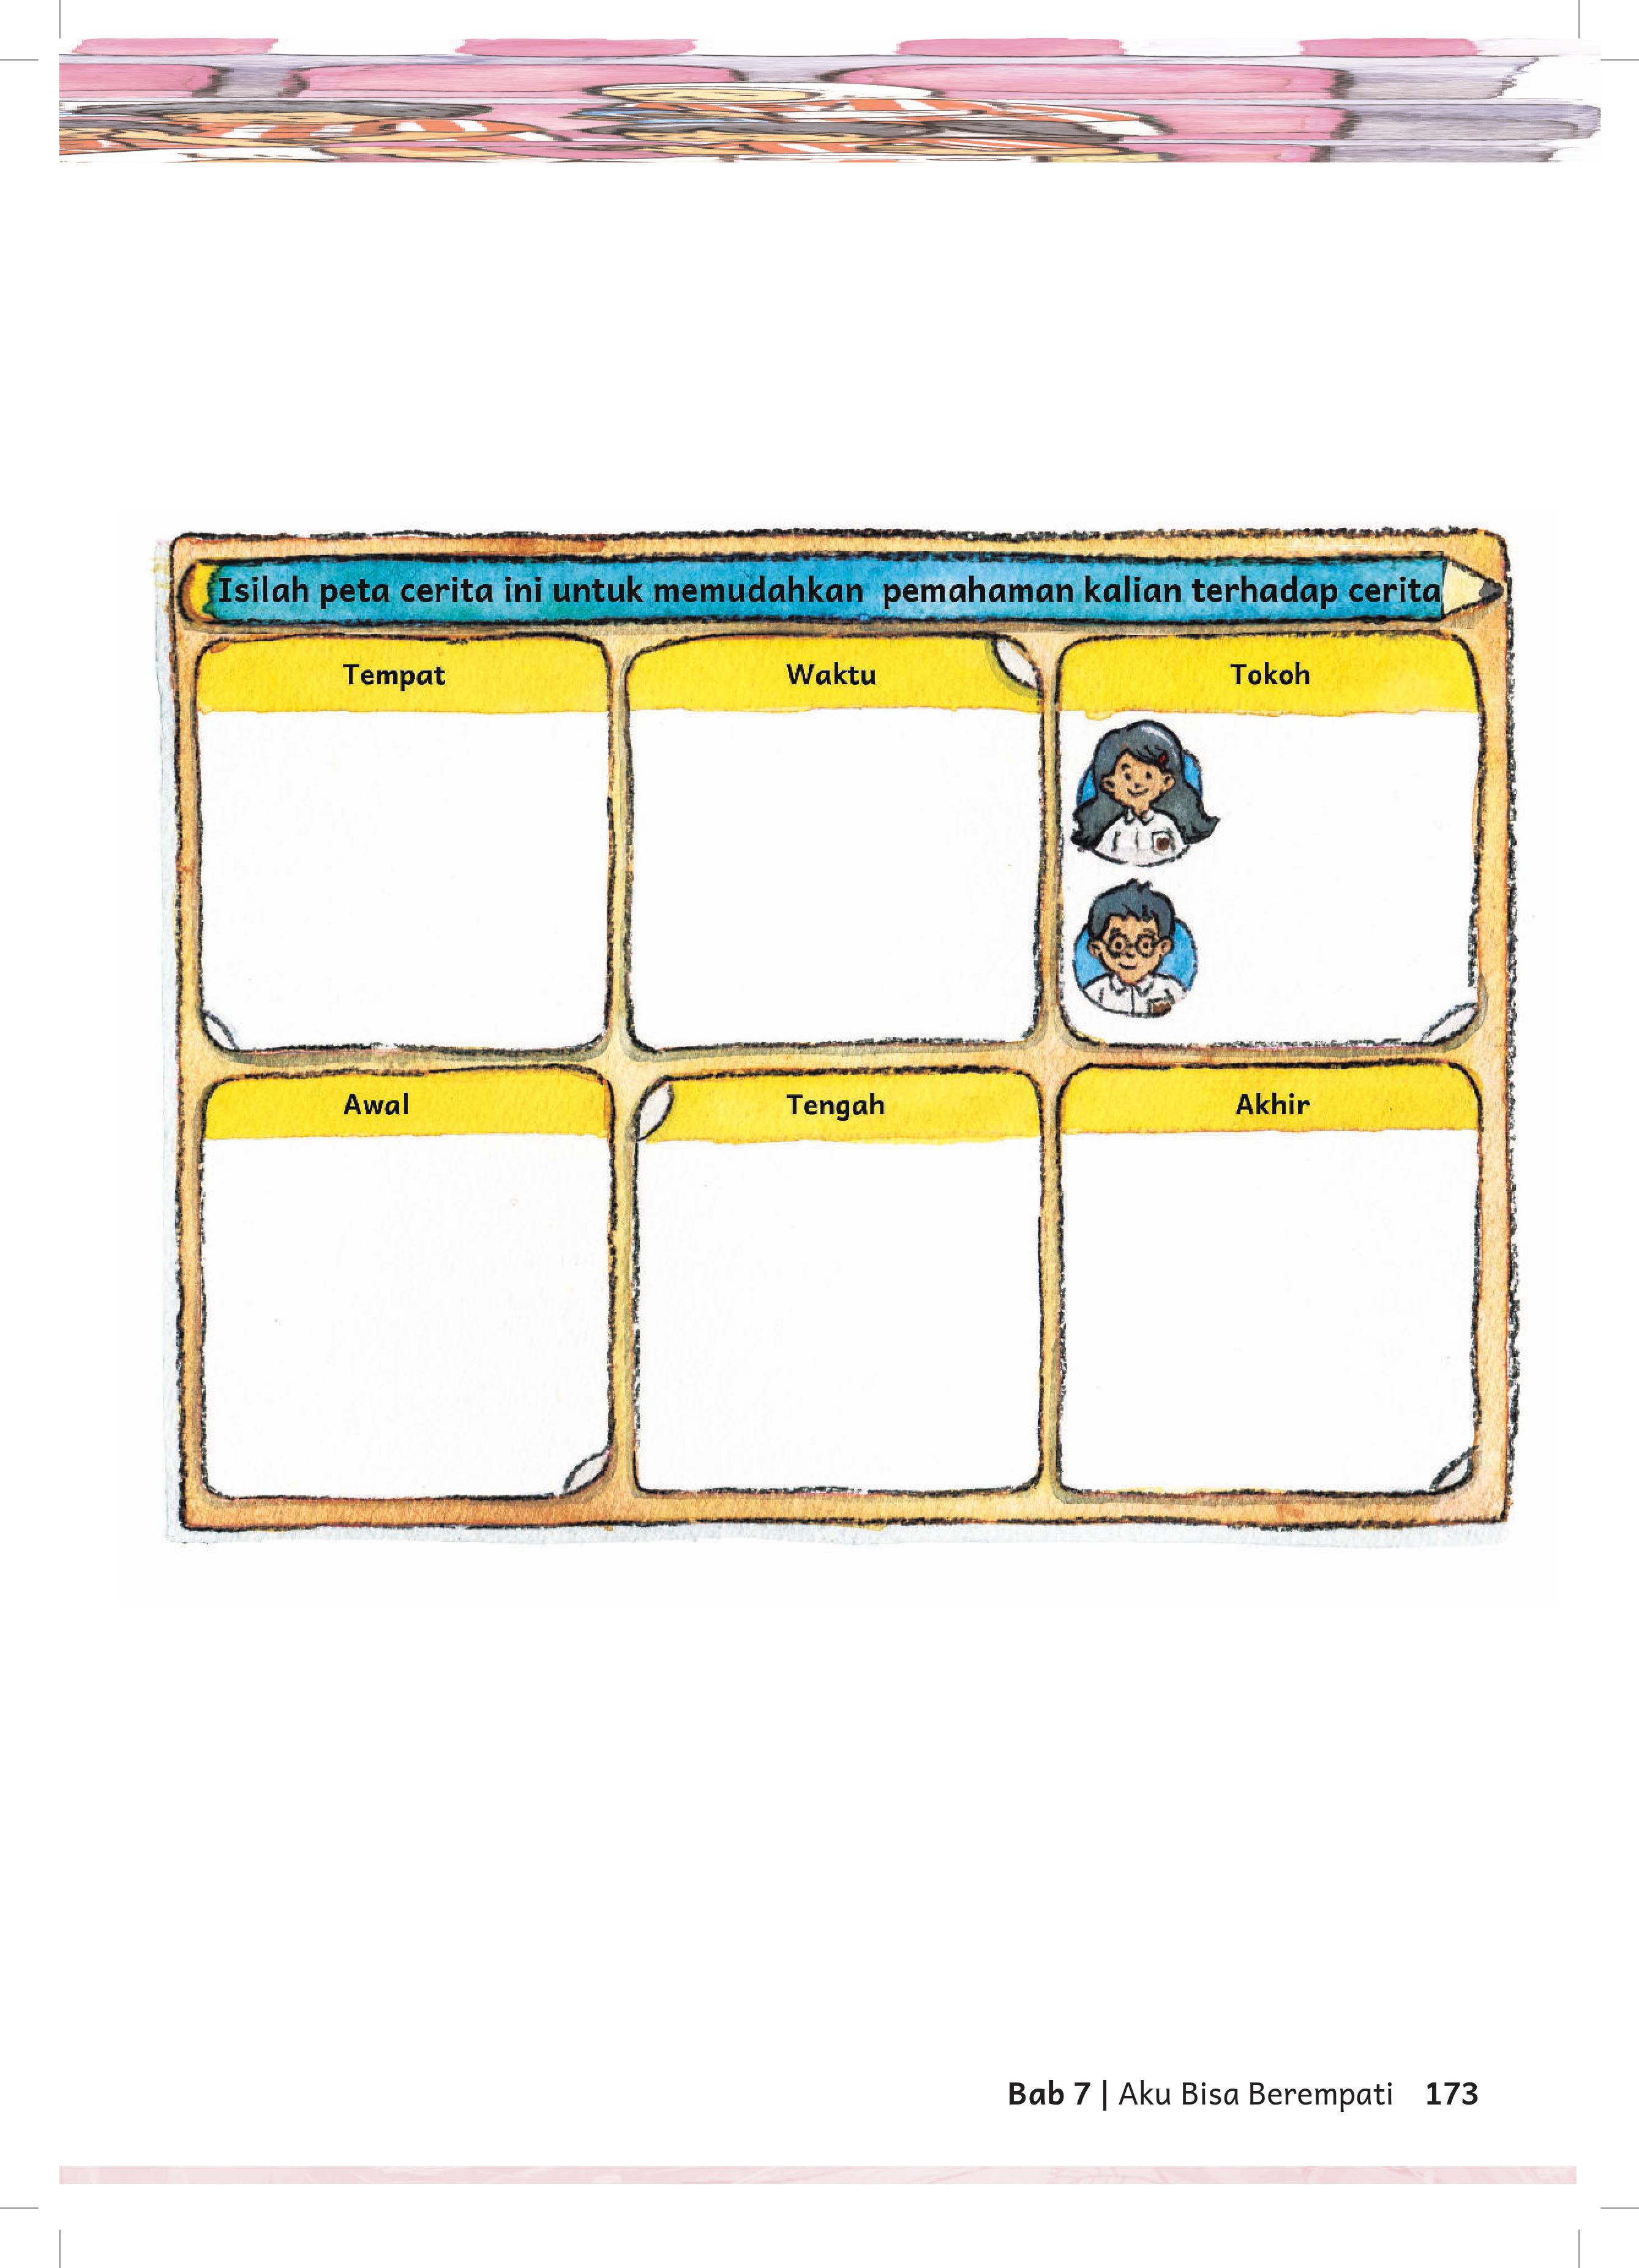 Isilah peta cerita ini untuk memudahkan pemahaman kalian terhadap cerita
Tempat
Waktu
Tokoh
Awal
Tengah
Akhir
Bab 7 | Aku Bisa Berempati 173